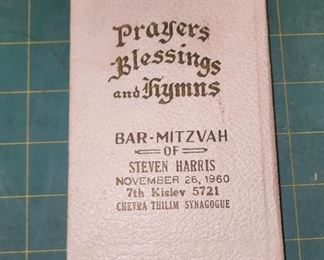 Prayers
Blessings
and Hymns
BAR-MITZVAH
OF
STEVEN HARRIS
NOVEMBER 26, 1960
7th Kislev 5721
CHEVRA THILIM SYNAGOGUE